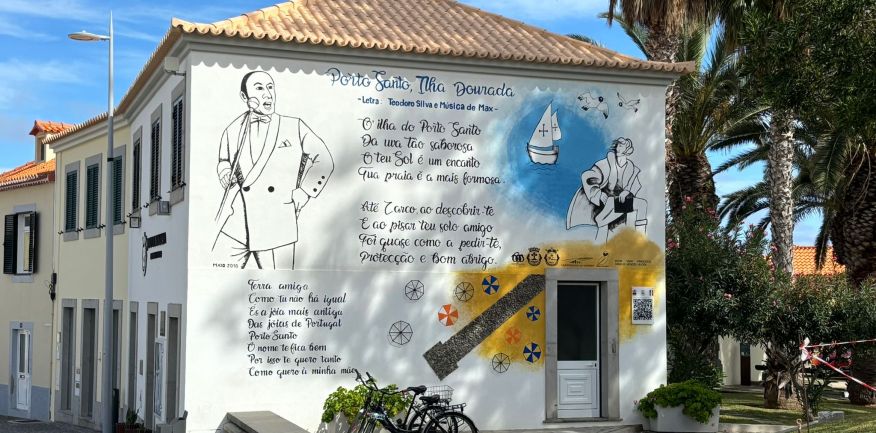 Porto Santo, Ilha Dourada
- Letra: Teodoro Silva e Música de Max -
O ilha do Porto Santo
Da uva tão saborosa
O teu Sol é um encanto
Qua praia é a mais formosa.
Até Zarco, ao descobrir-te
E ao pisar teu solo amigo
Foi quase como a pedir-te,
Protecção e bom abrigo.
Terra amiga
Como tu não há igual
Es a jóia mais antiga
Das jóias de Portugal
Porto Santo
O nome te fica bem
Por isso te quero tanto
Como quero à minha mãe